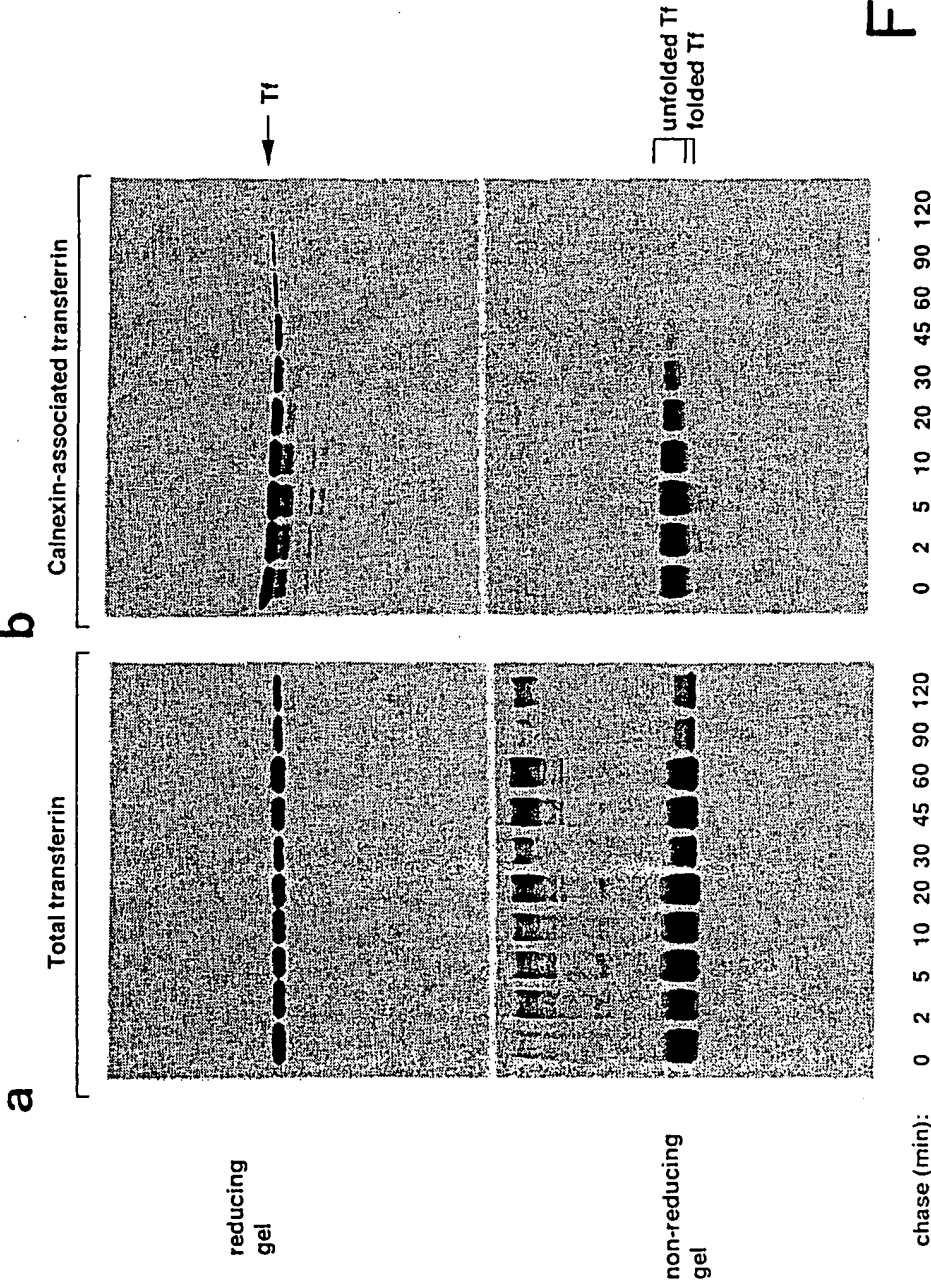 a
b
Total transferrin
Calnexin-associated transferrin
reducing
gel
Tf
non-reducing
gel
unfolded Tf
folded Tf
chase (min): 0 2 5 10 20 30 45 60 90 120 0 2 5 10 20 30 45 60 90 120
F